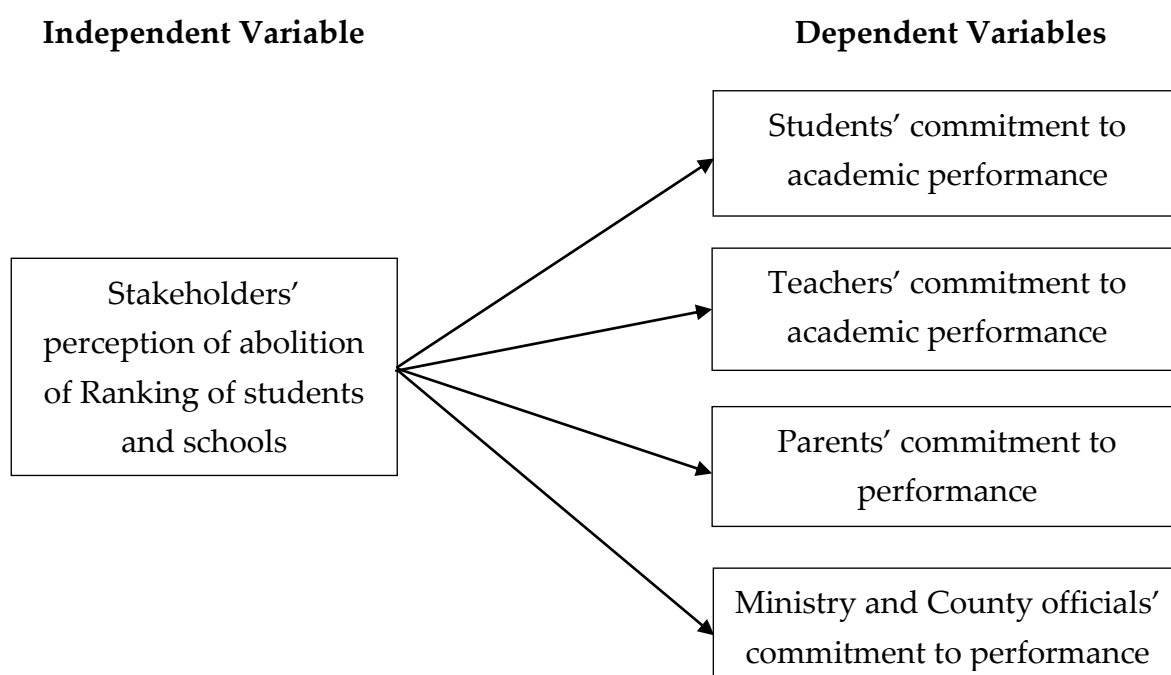 Independent Variable
Dependent Variables
Students’ commitment to
academic performance
Stakeholders’
perception of abolition
of Ranking of students
and schools
Teachers’ commitment to
academic performance
Parents’ commitment to
performance
Ministry and County officials’
commitment to performance